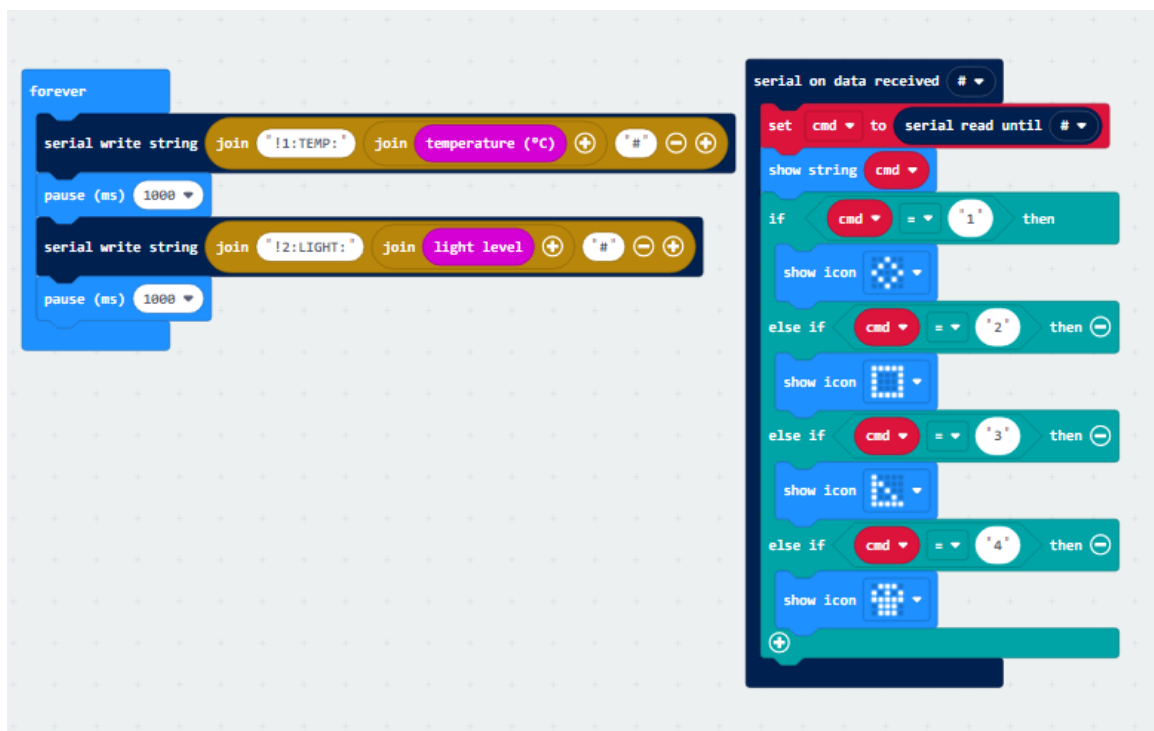 forever
serial write string join "!1:TEMP:" join temperature (°C) "#"
pause (ms) 1000
serial write string join "!2:LIGHT:" join light level "#"
pause (ms) 1000
serial on data received #
set cmd to serial read until #
show string cmd
if cmd = "1" then
show icon
else if cmd = "2" then
show icon
else if cmd = "3" then
show icon
else if cmd = "4" then
show icon